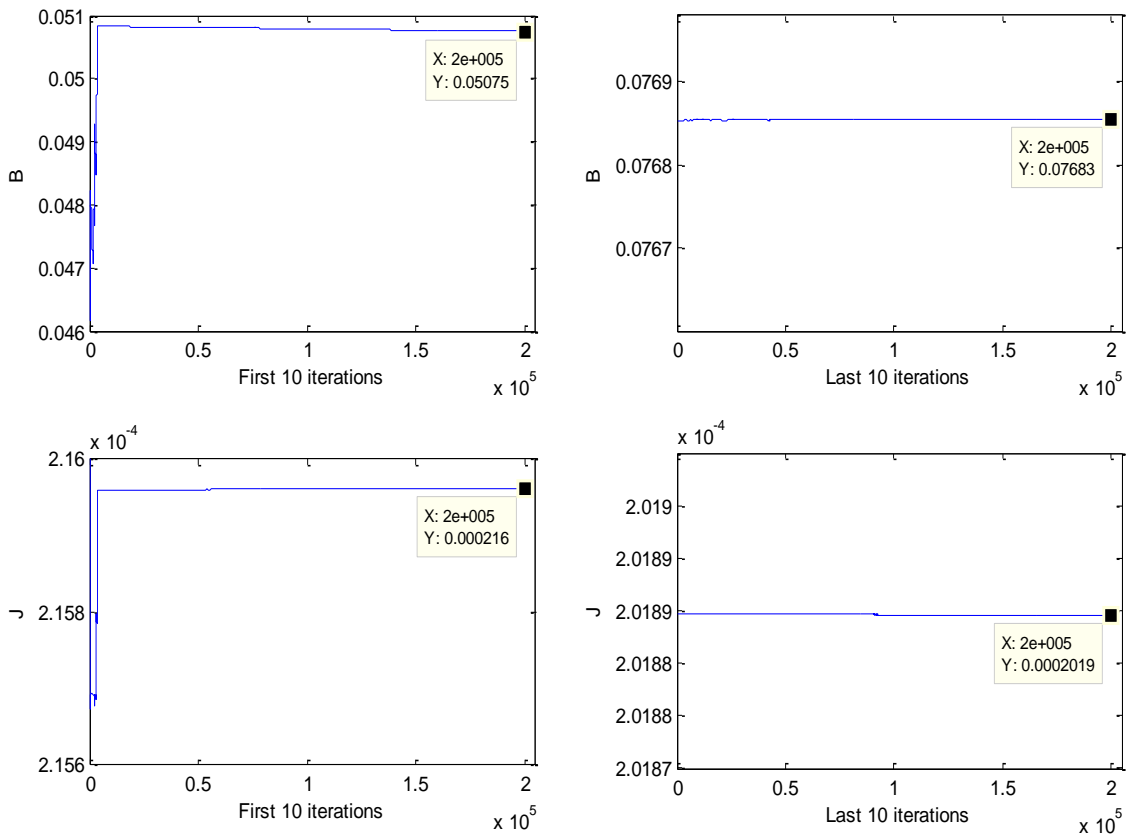 0.051
0.05
0.049
0.048
0.047
0.046
B
X: 2e+005
Y: 0.05075
0 0.5 1 1.5 2
First 10 iterations
x 10^5
0.0769
0.0768
0.0767
B
X: 2e+005
Y: 0.07683
0 0.5 1 1.5 2
Last 10 iterations
x 10^5
x 10^-4
2.16
2.158
2.156
J
X: 2e+005
Y: 0.000216
0 0.5 1 1.5 2
First 10 iterations
x 10^5
x 10^-4
2.019
2.0189
2.0189
2.0188
2.0188
2.0187
J
X: 2e+005
Y: 0.0002019
0 0.5 1 1.5 2
Last 10 iterations
x 10^5